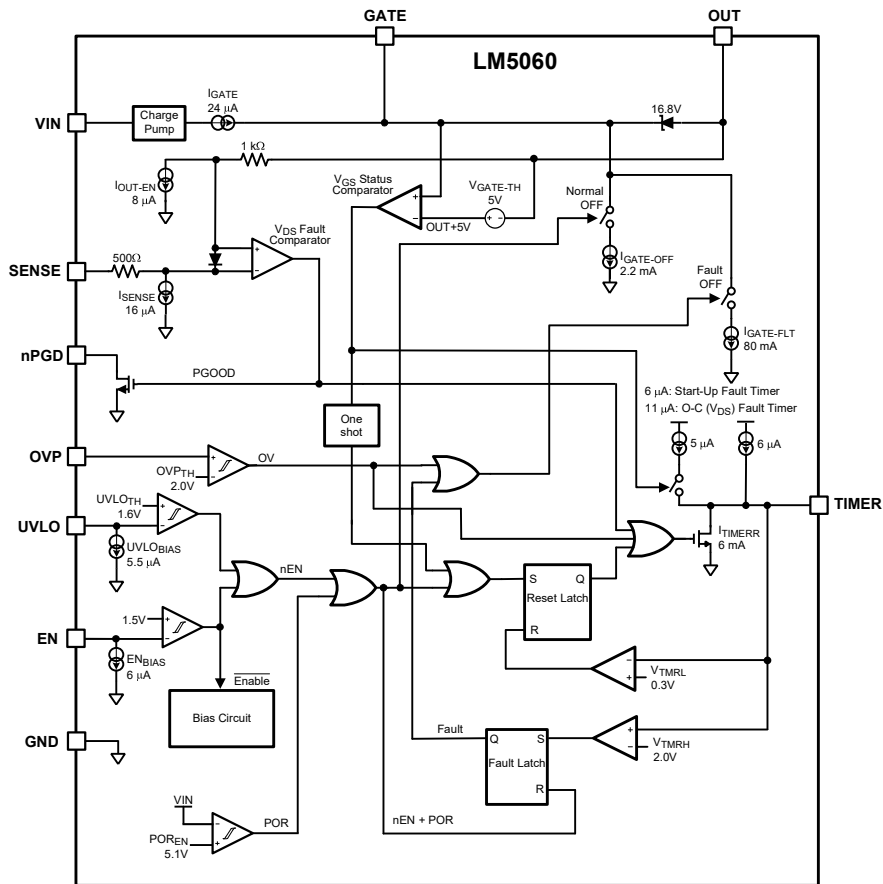 GATE
OUT
LM5060
IGATE
24 μA
16.8V
VIN
Charge
Pump
1 kΩ
IOUT-EN
8 μA
VGS Status
Comparator
VGATE-TH
5V
Normal
OFF
+
−
+ −
OUT+5V
VDS Fault
Comparator
IGATE-OFF
2.2 mA
SENSE
500Ω
+
−
Fault
OFF
ISENSE
16 μA
IGATE-FLT
80 mA
nPGD
PGOOD
6 μA: Start-Up Fault Timer
11 μA: O-C (VDS) Fault Timer
One
shot
5 μA
6 μA
OVP
+
−
OV
OVPTH
2.0V
UVLOTH
1.6V
+
−
TIMER
UVLO
ITIMERR
6 mA
UVLOBIAS
5.5 μA
nEN
S
Q
Reset Latch
R
1.5V
+
−
EN
ENBIAS
6 μA
−
+
VTMRL
0.3V
Enable
Bias Circuit
GND
Fault
Q
S
Fault Latch
R
+
−
VTMRH
2.0V
VIN
−
+
POR
nEN + POR
POREN
5.1V